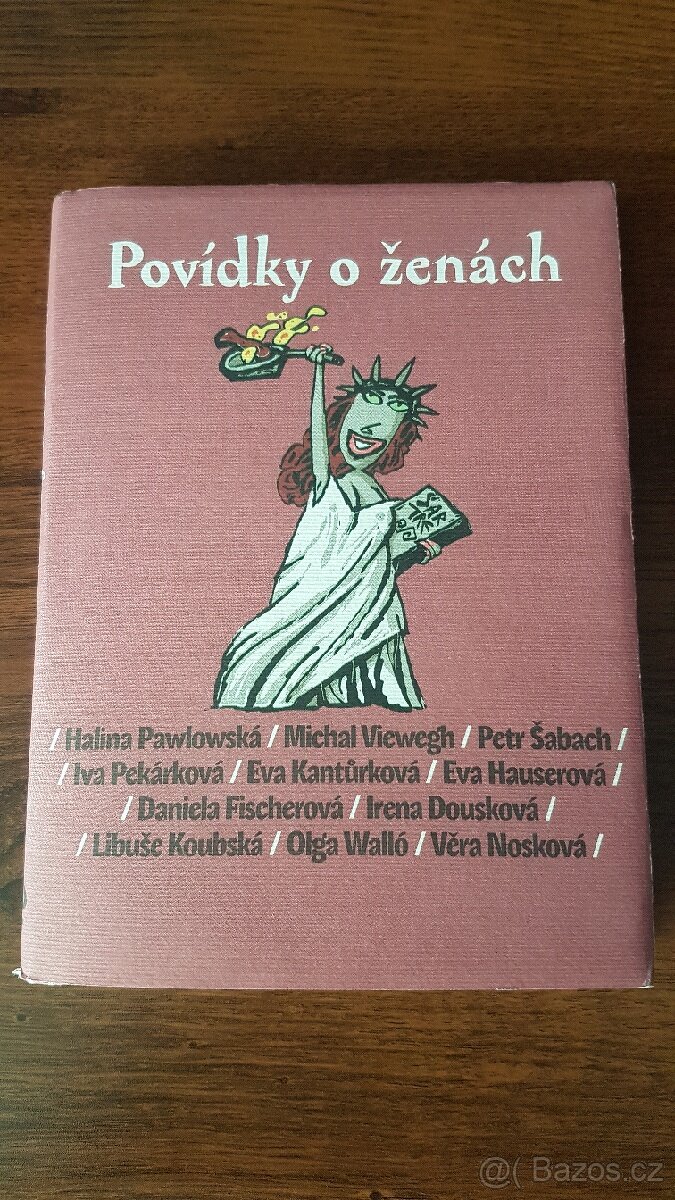 Povídky o ženách
/ Halina Pawlowská / Michal Viewegh / Petr Šabach /
/ Iva Pekárková / Eva Kantůrková / Eva Hauserová /
/ Daniela Fischerová / Irena Dousková /
/ Libuše Koubská / Olga Walló / Věra Nosková /
@( Bazos.cz